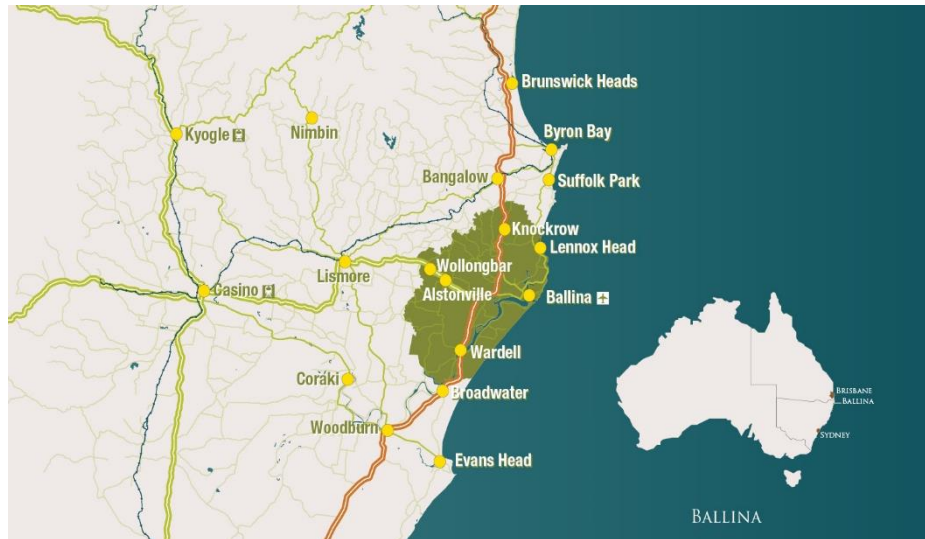 Brunswick Heads
Nimbin
Kyogle
Byron Bay
Bangalow
Suffolk Park
Knockrow
Lennox Head
Wollongbar
Lismore
Alstonville
Casino
Ballina
Wardell
Coraki
Broadwater
Woodburn
Evans Head
BRISBANE
BALLINA
SYDNEY
BALLINA